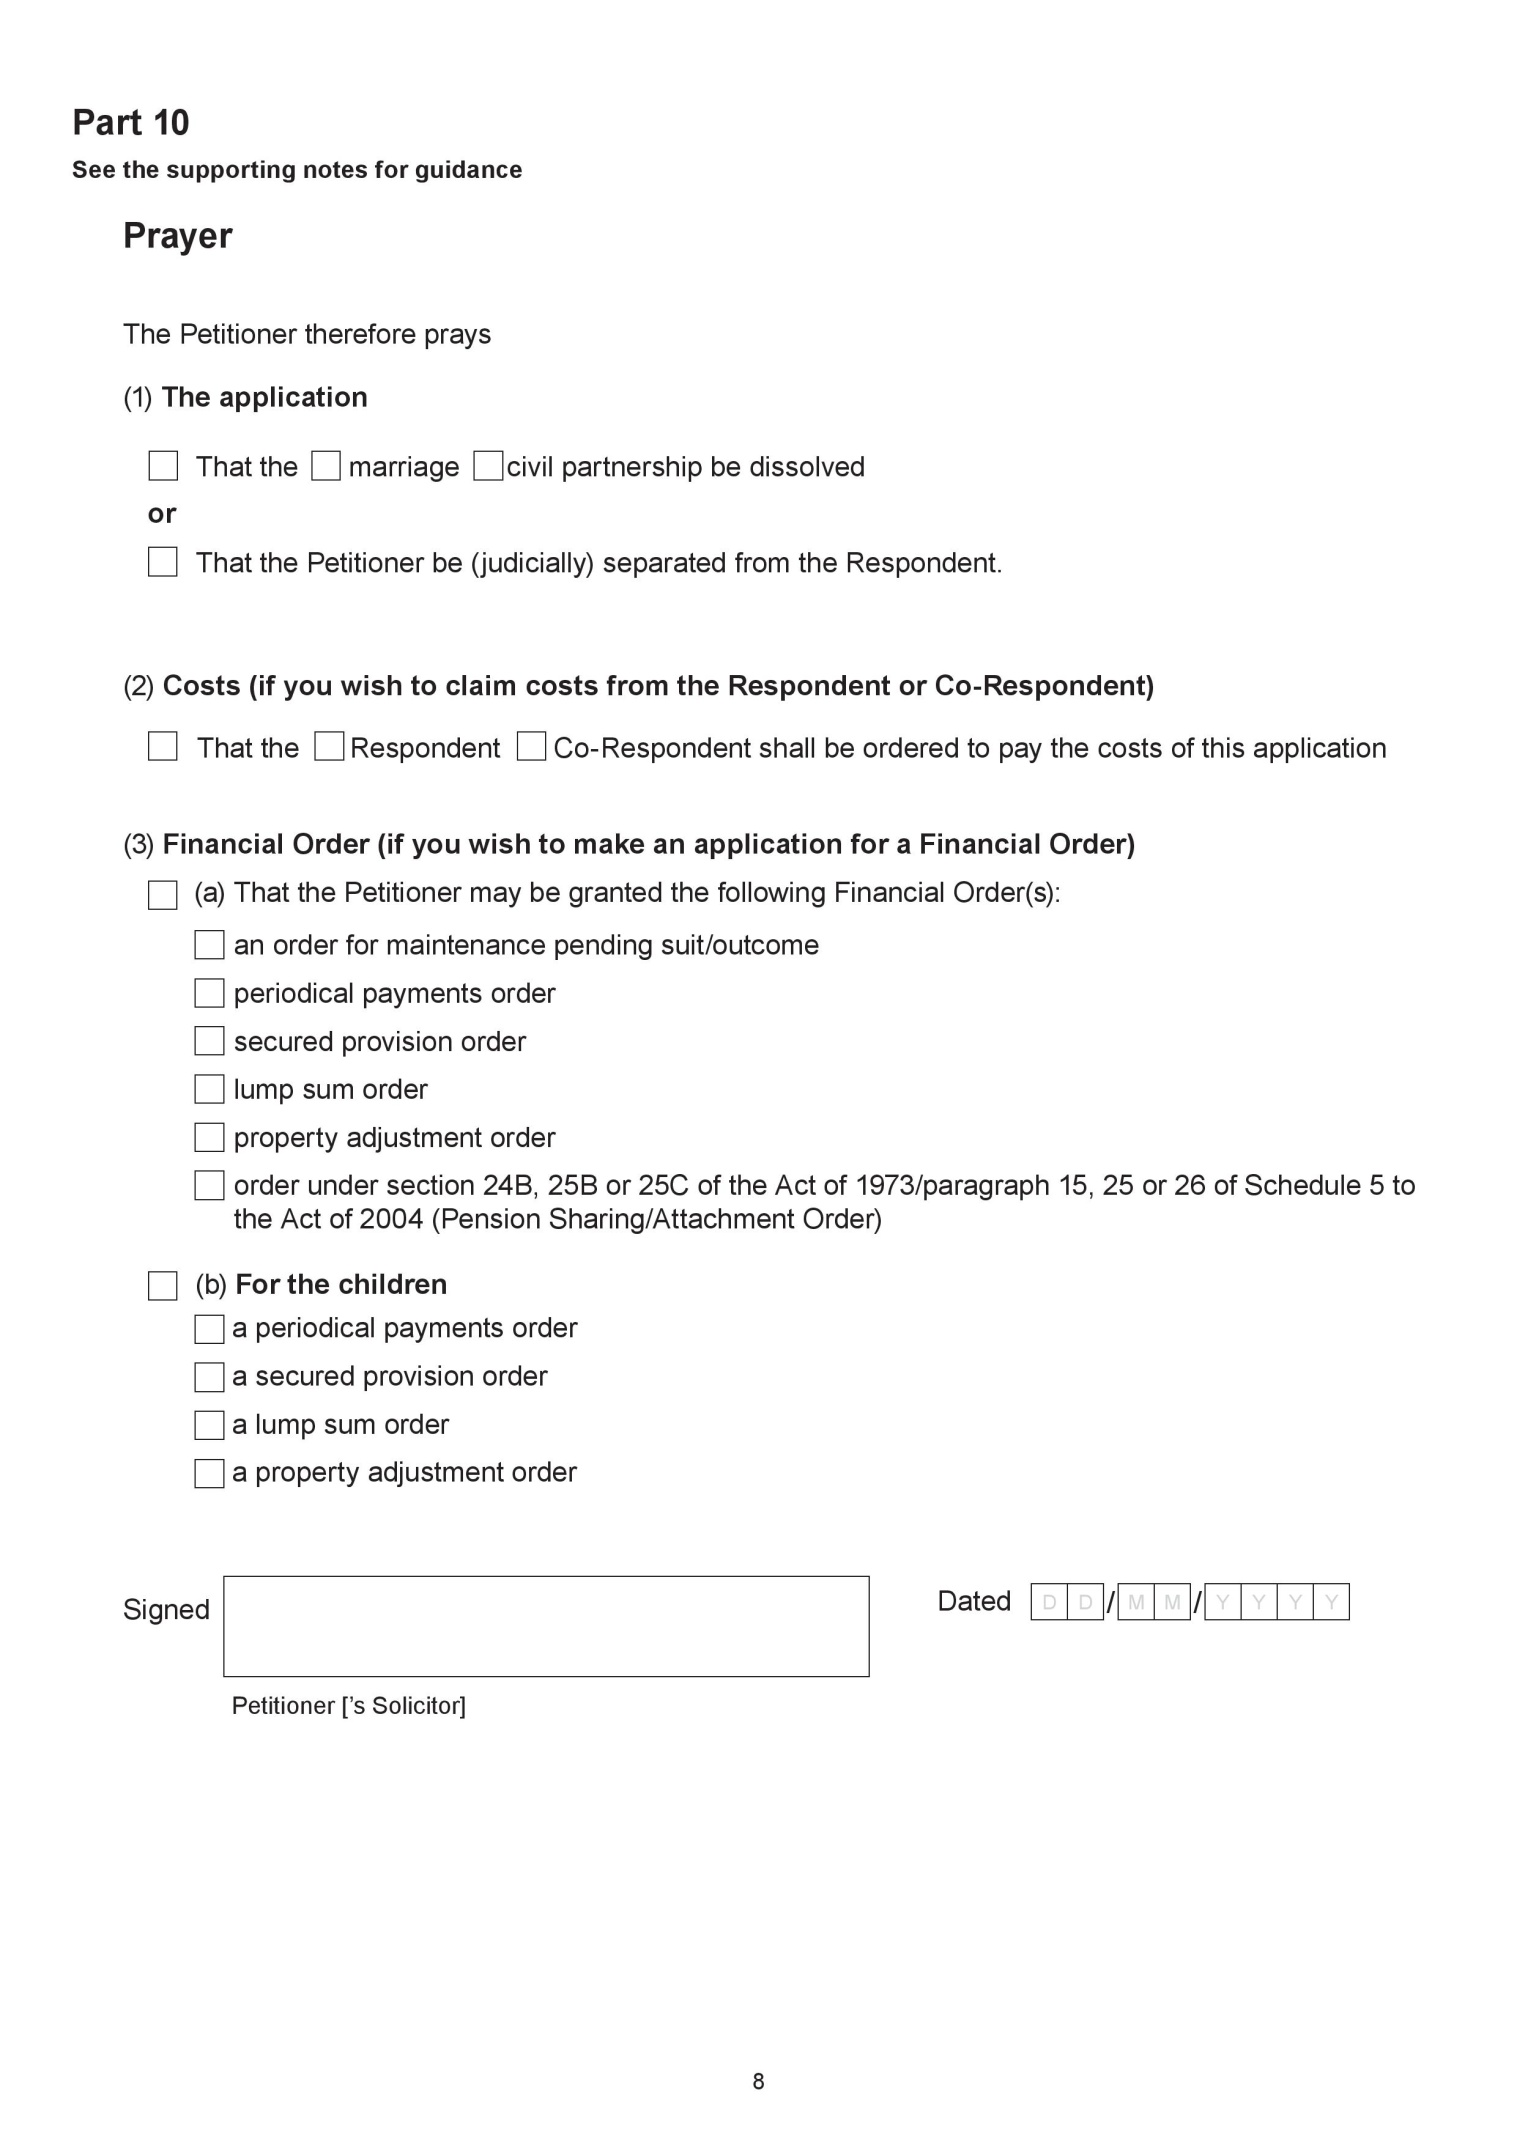 Part 10
See the supporting notes for guidance
Prayer
The Petitioner therefore prays
(1) The application
That the marriage civil partnership be dissolved
or
That the Petitioner be (judicially) separated from the Respondent.
(2) Costs (if you wish to claim costs from the Respondent or Co-Respondent)
That the Respondent Co-Respondent shall be ordered to pay the costs of this application
(3) Financial Order (if you wish to make an application for a Financial Order)
(a) That the Petitioner may be granted the following Financial Order(s):
an order for maintenance pending suit/outcome
periodical payments order
secured provision order
lump sum order
property adjustment order
order under section 24B, 25B or 25C of the Act of 1973/paragraph 15, 25 or 26 of Schedule 5 to
the Act of 2004 (Pension Sharing/Attachment Order)
(b) For the children
a periodical payments order
a secured provision order
a lump sum order
a property adjustment order
Signed
Dated D D / M M / Y Y Y Y
Petitioner [’s Solicitor]
8